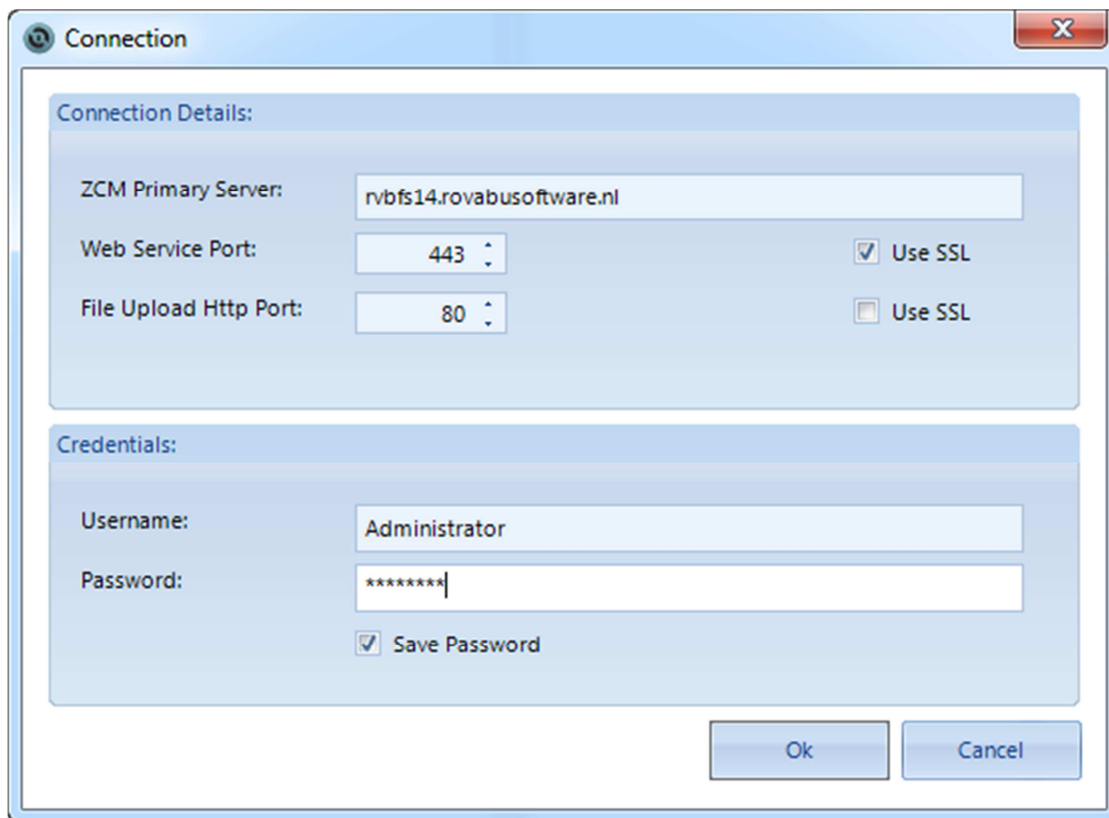 Connection
Connection Details:
ZCM Primary Server: rvbfs14.rovabusoftware.nl
Web Service Port: 443 Use SSL
File Upload Http Port: 80 Use SSL
Credentials:
Username: Administrator
Password: ********
Save Password
Ok Cancel